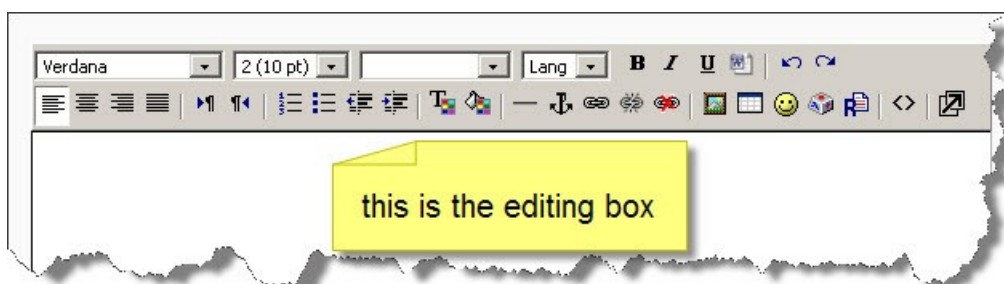 Verdana 2 (10 pt) Lang B I U
this is the editing box